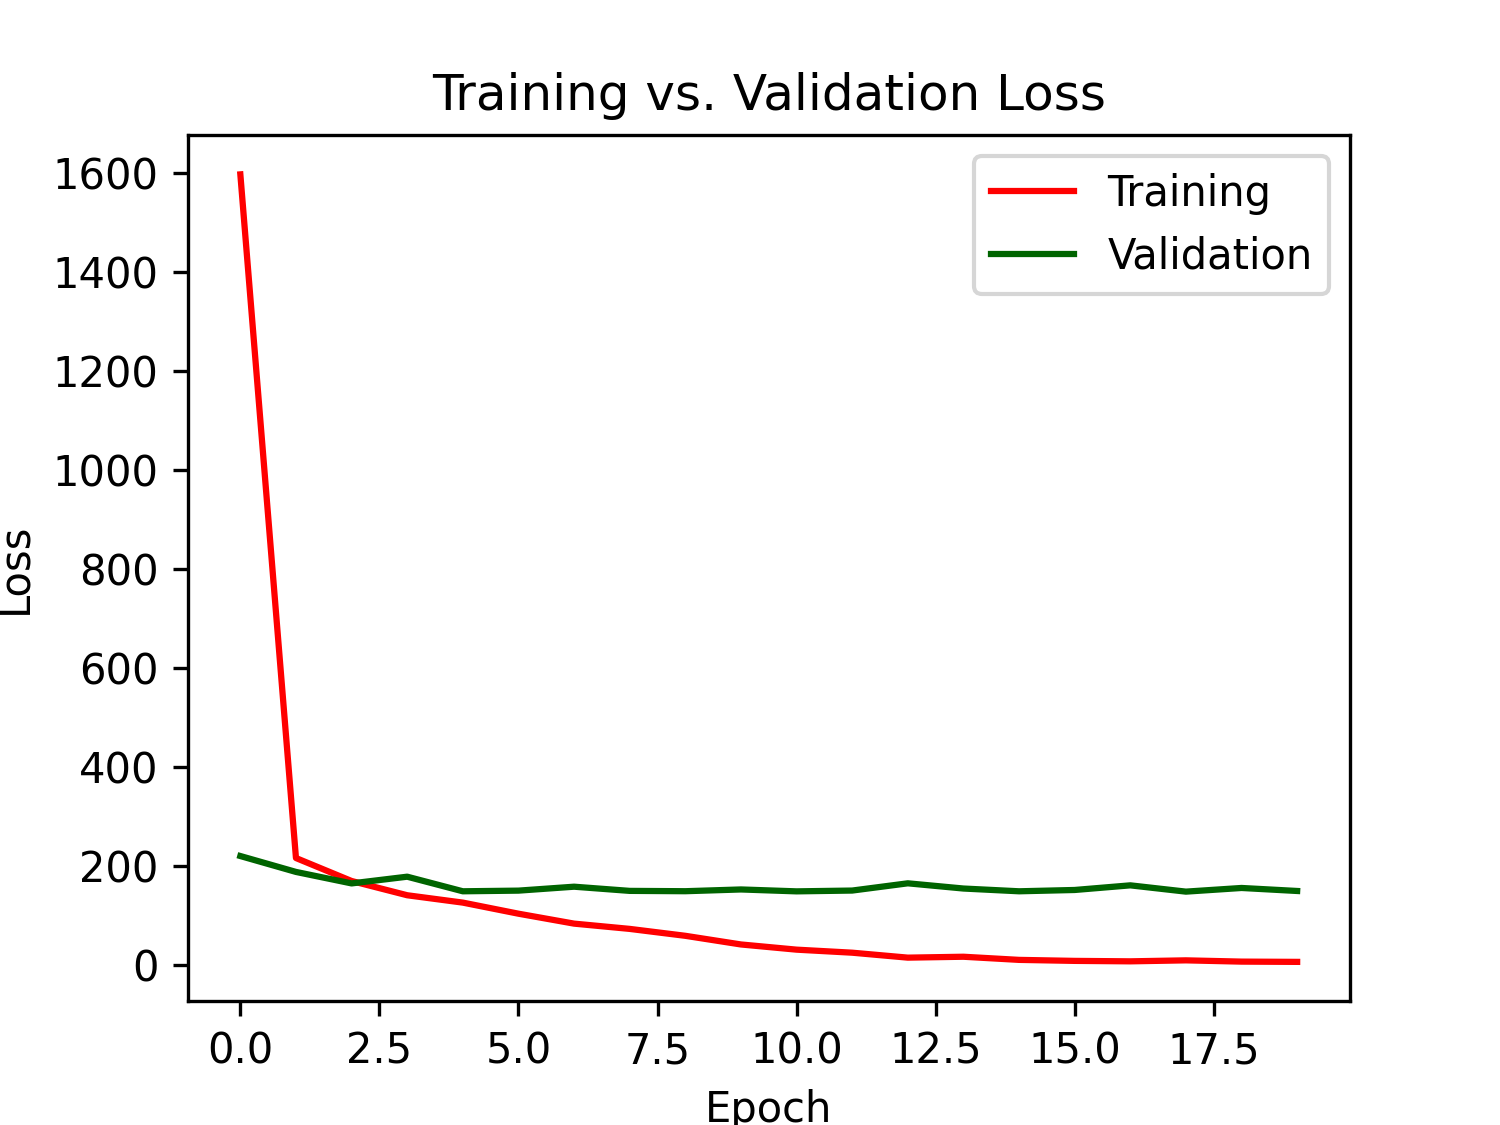 Training vs. Validation Loss
Training
Validation
1600
1400
1200
1000
800
600
400
200
0
Loss
0.0 2.5 5.0 7.5 10.0 12.5 15.0 17.5
Epoch